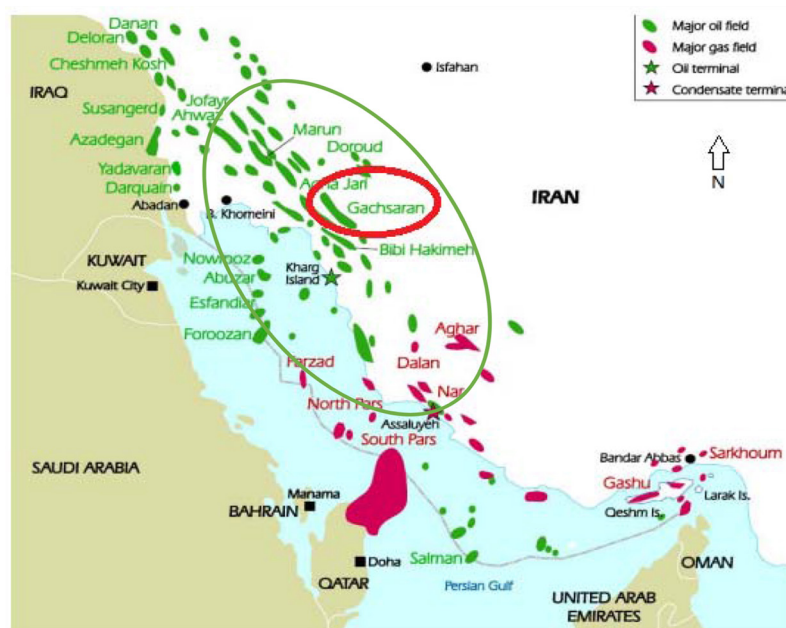 Danan
Deloran
Cheshmeh Kosh
IRAQ
Susangerd
Azadegan
Yadavaran
Darquain
Abadan
Jofayr
Ahwaz
B. Khomeini
Marun
Doroud
Agha Jari
Gachsaran
Bibi Hakimeh
Isfahan
IRAN
Major oil field
Major gas field
Oil terminal
Condensate termina
N
KUWAIT
Kuwait City
Nowrooz
Abuzar
Esfandiar
Foroozan
Kharg
Island
Farzad
North Pars
South Pars
Aghar
Dalan
Nar
Assaluyeh
SAUDI ARABIA
BAHRAIN
Manama
QATAR
Doha
Salman
Persian Gulf
Bandar Abbas
Sarkhoum
Gashu
Qeshm Is.
Larak Is.
OMAN
UNITED ARAB
EMIRATES